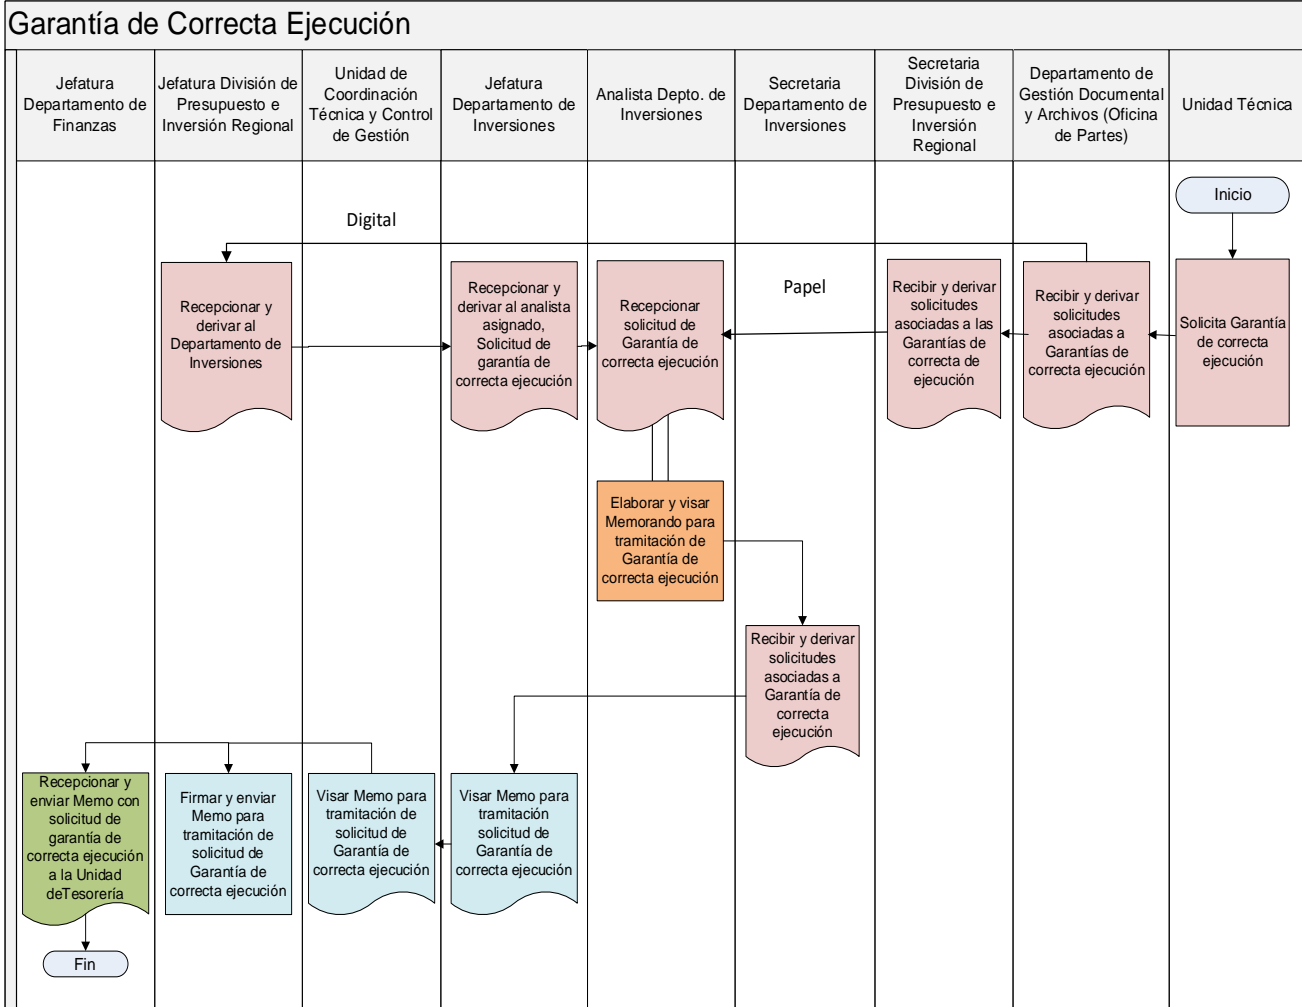 Garantía de Correcta Ejecución
Jefatura
Departamento de
Finanzas
Jefatura División de
Presupuesto e
Inversión Regional
Unidad de
Coordinación
Técnica y Control
de Gestión
Jefatura
Departamento de
Inversiones
Analista Depto. de
Inversiones
Secretaria
Departamento de
Inversiones
Secretaria
División de
Presupuesto e
Inversión
Regional
Departamento de
Gestión Documental
y Archivos (Oficina
de Partes)
Unidad Técnica
Inicio
Digital
Papel
Recepcionar y
derivar al
Departamento de
Inversiones
Recepcionar y
derivar al analista
asignado,
Solicitud de
garantía de
correcta ejecución
Recepcionar
solicitud de
Garantía de
correcta ejecución
Recibir y derivar
solicitudes
asociadas a las
Garantías de
correcta de
ejecución
Recibir y derivar
solicitudes
asociadas a
Garantías de
correcta ejecución
Solicita Garantía
de correcta
ejecución
Elaborar y visar
Memorando para
tramitación de
Garantía de
correcta ejecución
Recibir y derivar
solicitudes
asociadas a
Garantía de
correcta
ejecución
Recepcionar y
enviar Memo con
solicitud de
garantía de
correcta ejecución
a la Unidad
deTesorería
Firmar y enviar
Memo para
tramitación de
solicitud de
Garantía de
correcta ejecución
Visar Memo para
tramitación de
solicitud de
Garantía de
correcta ejecución
Visar Memo para
tramitación
solicitud de
Garantía de
correcta ejecución
Fin